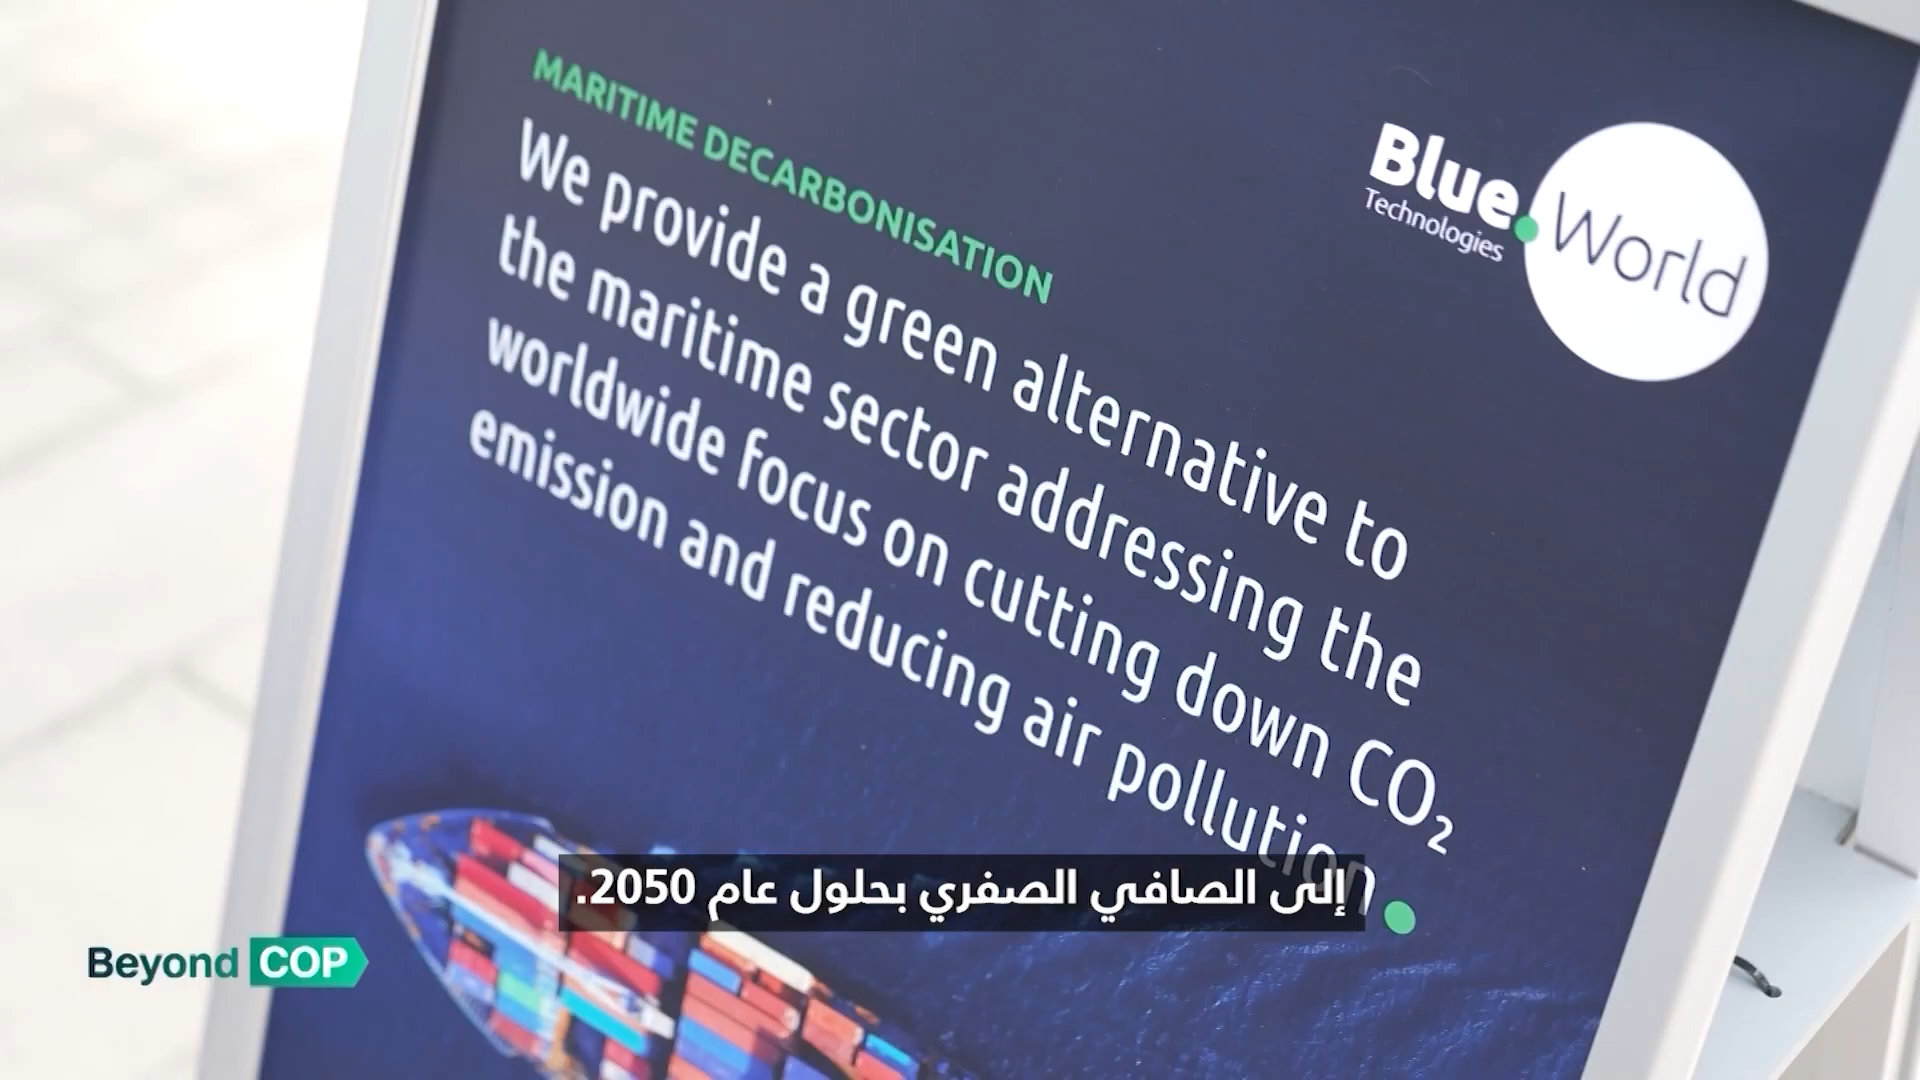 MARITIME DECARBONISATION
We provide a green alternative to
the maritime sector addressing the
worldwide focus on cutting down CO₂
emission and reducing air pollution
Blue World
Technologies
إلى الصافي الصفري بحلول عام 2050.
Beyond COP